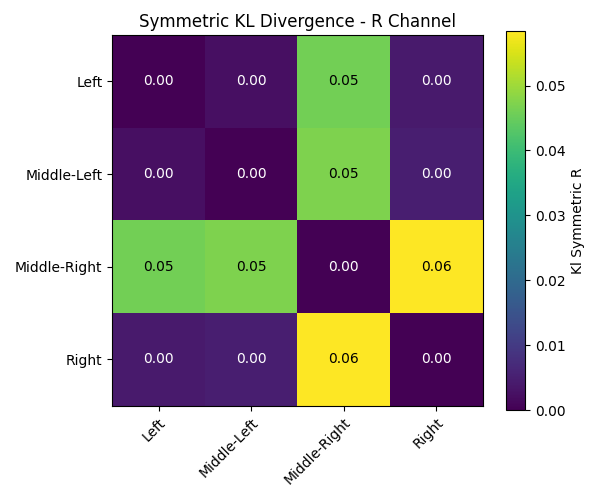 Symmetric KL Divergence - R Channel
Left 0.00 0.00 0.05 0.00
Middle-Left 0.00 0.00 0.05 0.00
Middle-Right 0.05 0.05 0.00 0.06
Right 0.00 0.00 0.06 0.00
Left Middle-Left Middle-Right Right
0.05
0.04
0.03
0.02
0.01
0.00
Kl Symmetric R